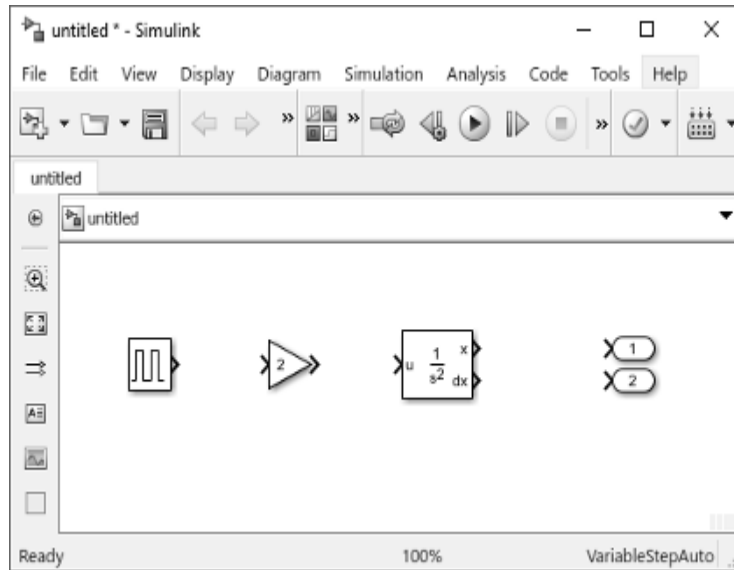 untitled * - Simulink
File Edit View Display Diagram Simulation Analysis Code Tools Help
» » »
untitled
untitled
2
u 1 s² x dx
1
2
A
Ready 100% VariableStepAuto